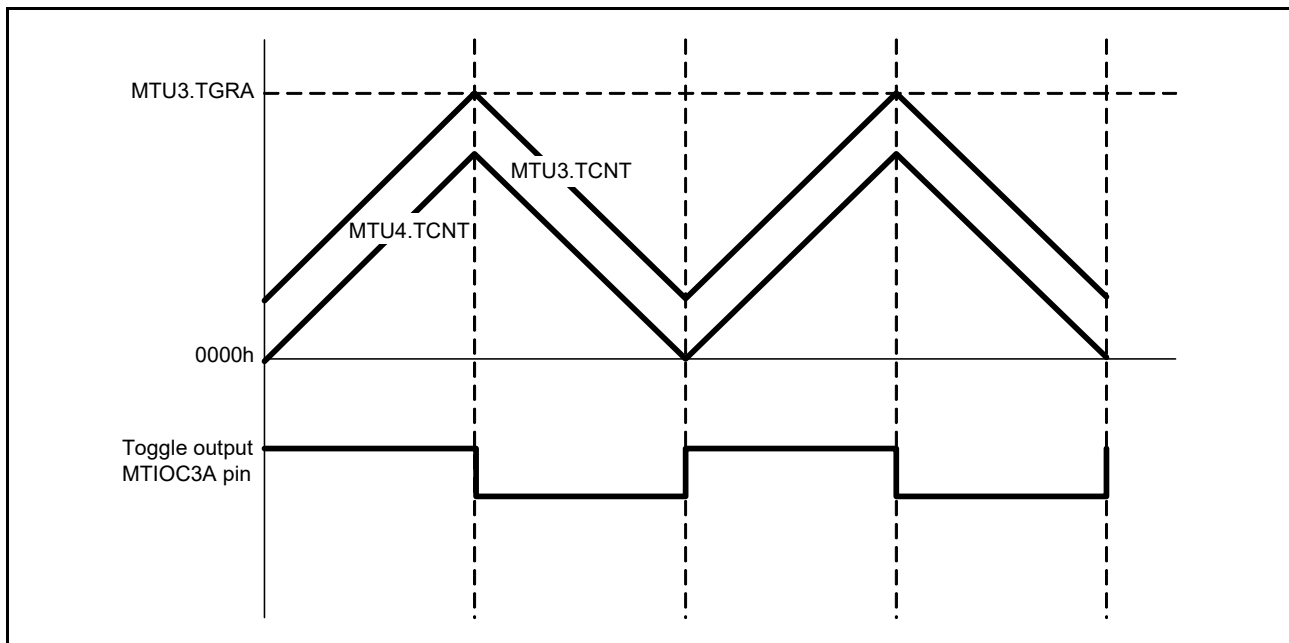 MTU3.TGRA
MTU3.TCNT
MTU4.TCNT
0000h
Toggle output
MTIOC3A pin